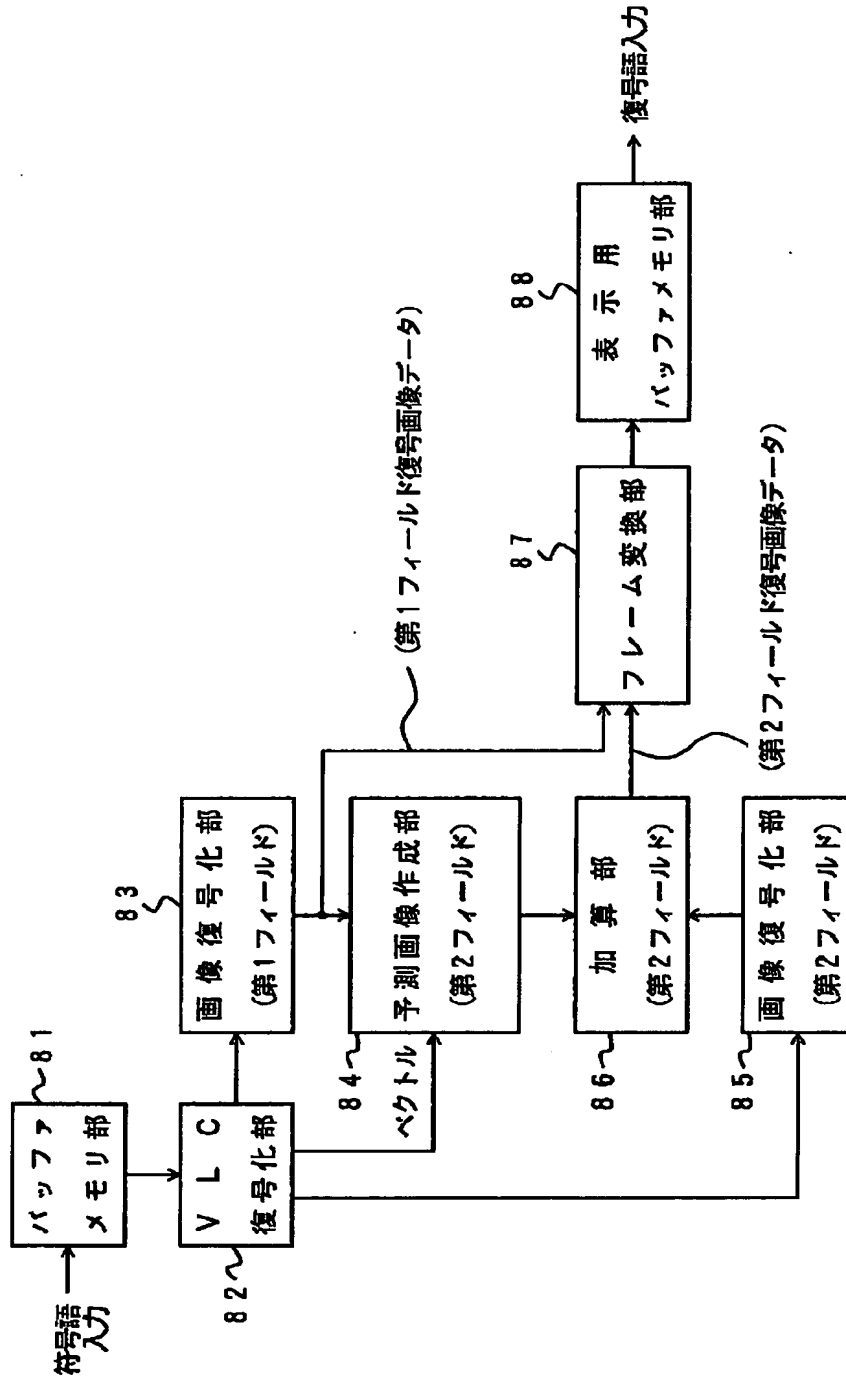 符号語
入力
バッファ
メモリ部
81
VLC
復号化部
82
画像復号化部
(第1フィールド)
83
ベクトル
予測画像作成部
(第2フィールド)
84
加算部
(第2フィールド)
86
画像復号化部
(第2フィールド)
85
(第1フィールド復号画像データ)
(第2フィールド復号画像データ)
フレーム変換部
87
表示用
バッファメモリ部
88
復号語入力